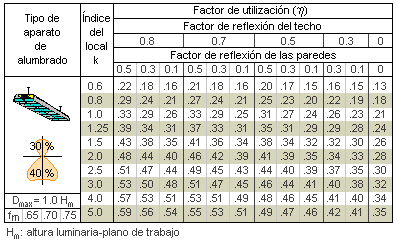 Tipo de aparato de alumbrado
Índice del local k
Factor de utilización (η)
Factor de reflexión del techo
0.8 0.7 0.5 0.3 0
Factor de reflexión de las paredes
0.5 0.3 0.1 0.5 0.3 0.1 0.5 0.3 0.1 0.3 0.1 0
0.6 .22 .18 .16 .21 .18 .16 .20 .17 .15 .16 .15 .13
0.8 .29 .24 .21 .27 .24 .21 .25 .23 .20 .22 .19 .18
1.0 .33 .29 .26 .33 .29 .25 .31 .27 .24 .26 .23 .21
1.25 .39 .34 .31 .37 .33 .31 .35 .31 .29 .29 .28 .24
1.5 .43 .38 .35 .41 .36 .34 .38 .34 .32 .33 .30 .26
2.0 .48 .44 .40 .46 .42 .39 .41 .39 .35 .34 .33 .28
2.5 .51 .47 .44 .49 .45 .42 .44 .41 .39 .38 .36 .30
3.0 .53 .50 .48 .51 .47 .45 .46 .44 .41 .40 .38 .32
4.0 .57 .53 .51 .53 .51 .49 .49 .47 .45 .42 .40 .34
5.0 .59 .56 .54 .55 .53 .51 .49 .47 .46 .42 .41 .35
30 %
40 %
Dmax= 1.0 Hm
fm .65 .70 .75
Hm: altura luminaria-plano de trabajo